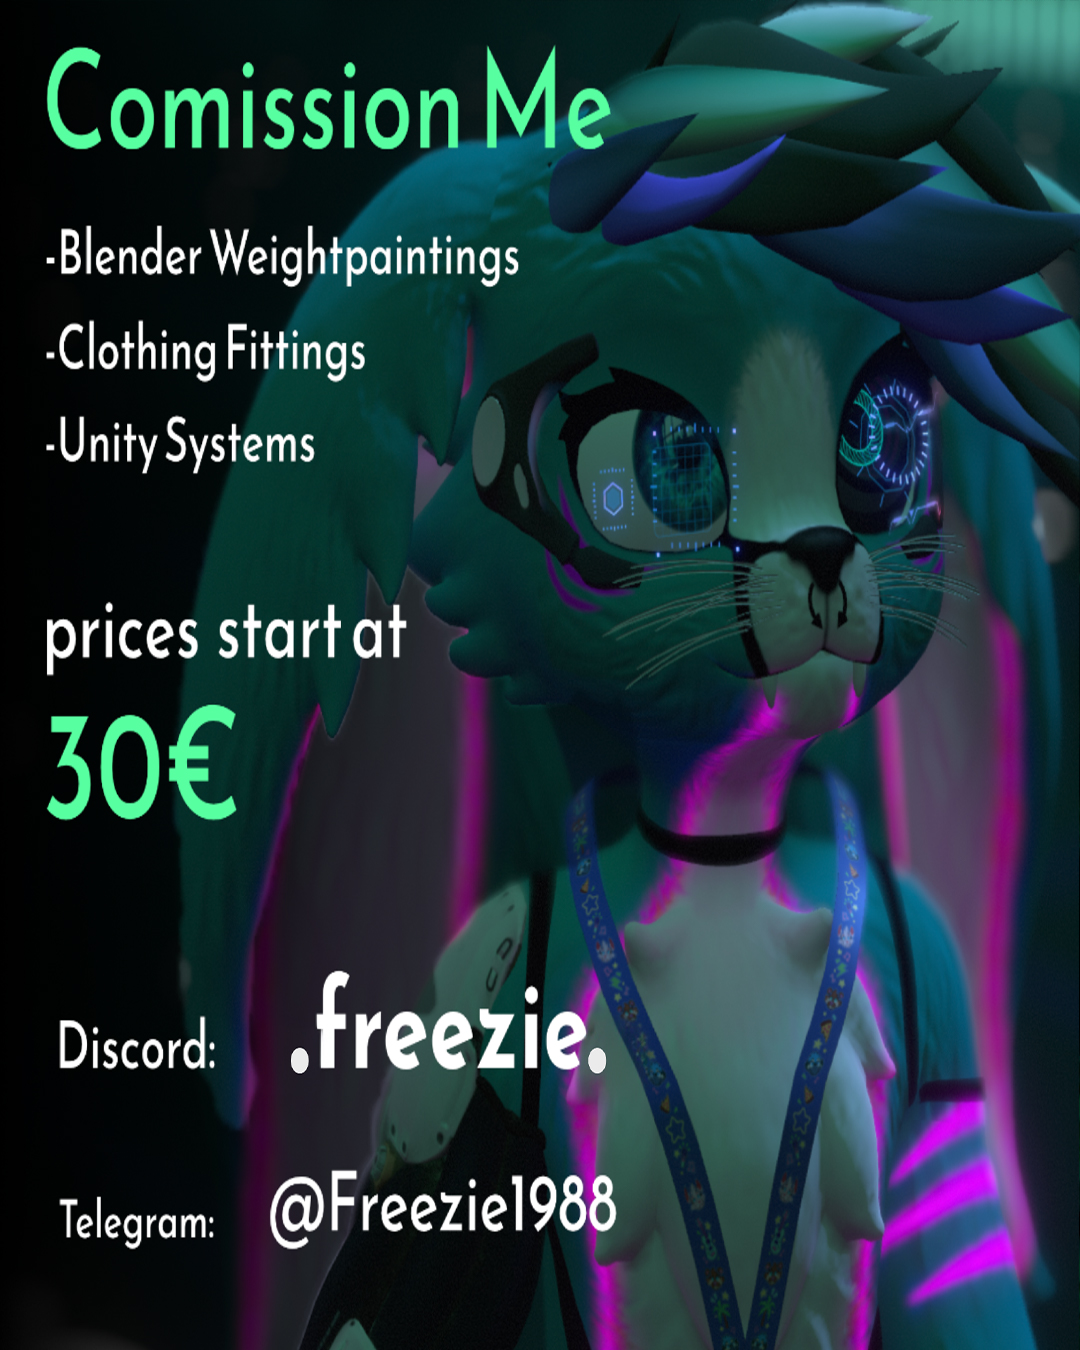 Comission Me
-Blender Weightpaintings
-Clothing Fittings
-Unity Systems
prices start at
30€
Discord: .freezie.
Telegram: @Freezie1988